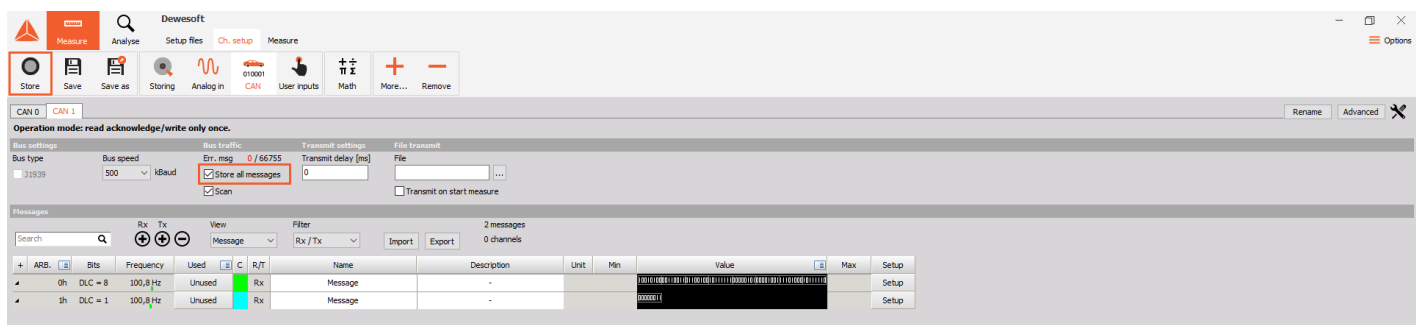 Dewesoft
Measure Analyse Setup files Ch. setup Measure
Options
010001
Store Save Save as Storing Analog in CAN User inputs Math More... Remove
CAN 0 CAN 1 Rename Advanced
Operation mode: read acknowledge/write only once.
Bus settings Bus traffic Transmit settings File transmit
Bus type Bus speed Err. msg 0 / 66755 Transmit delay [ms] File
J1939 500 kBaud Store all messages 0 ...
Scan Transmit on start measure
Messages
Rx Tx View Filter 2 messages
Search Message Rx / Tx Import Export 0 channels
+ ARB. Bits Frequency Used C R/T Name Description Unit Min Value Max Setup
0h DLC = 8 100,8 Hz Unused Rx Message - Setup
1h DLC = 1 100,8 Hz Unused Rx Message - 00000011 Setup